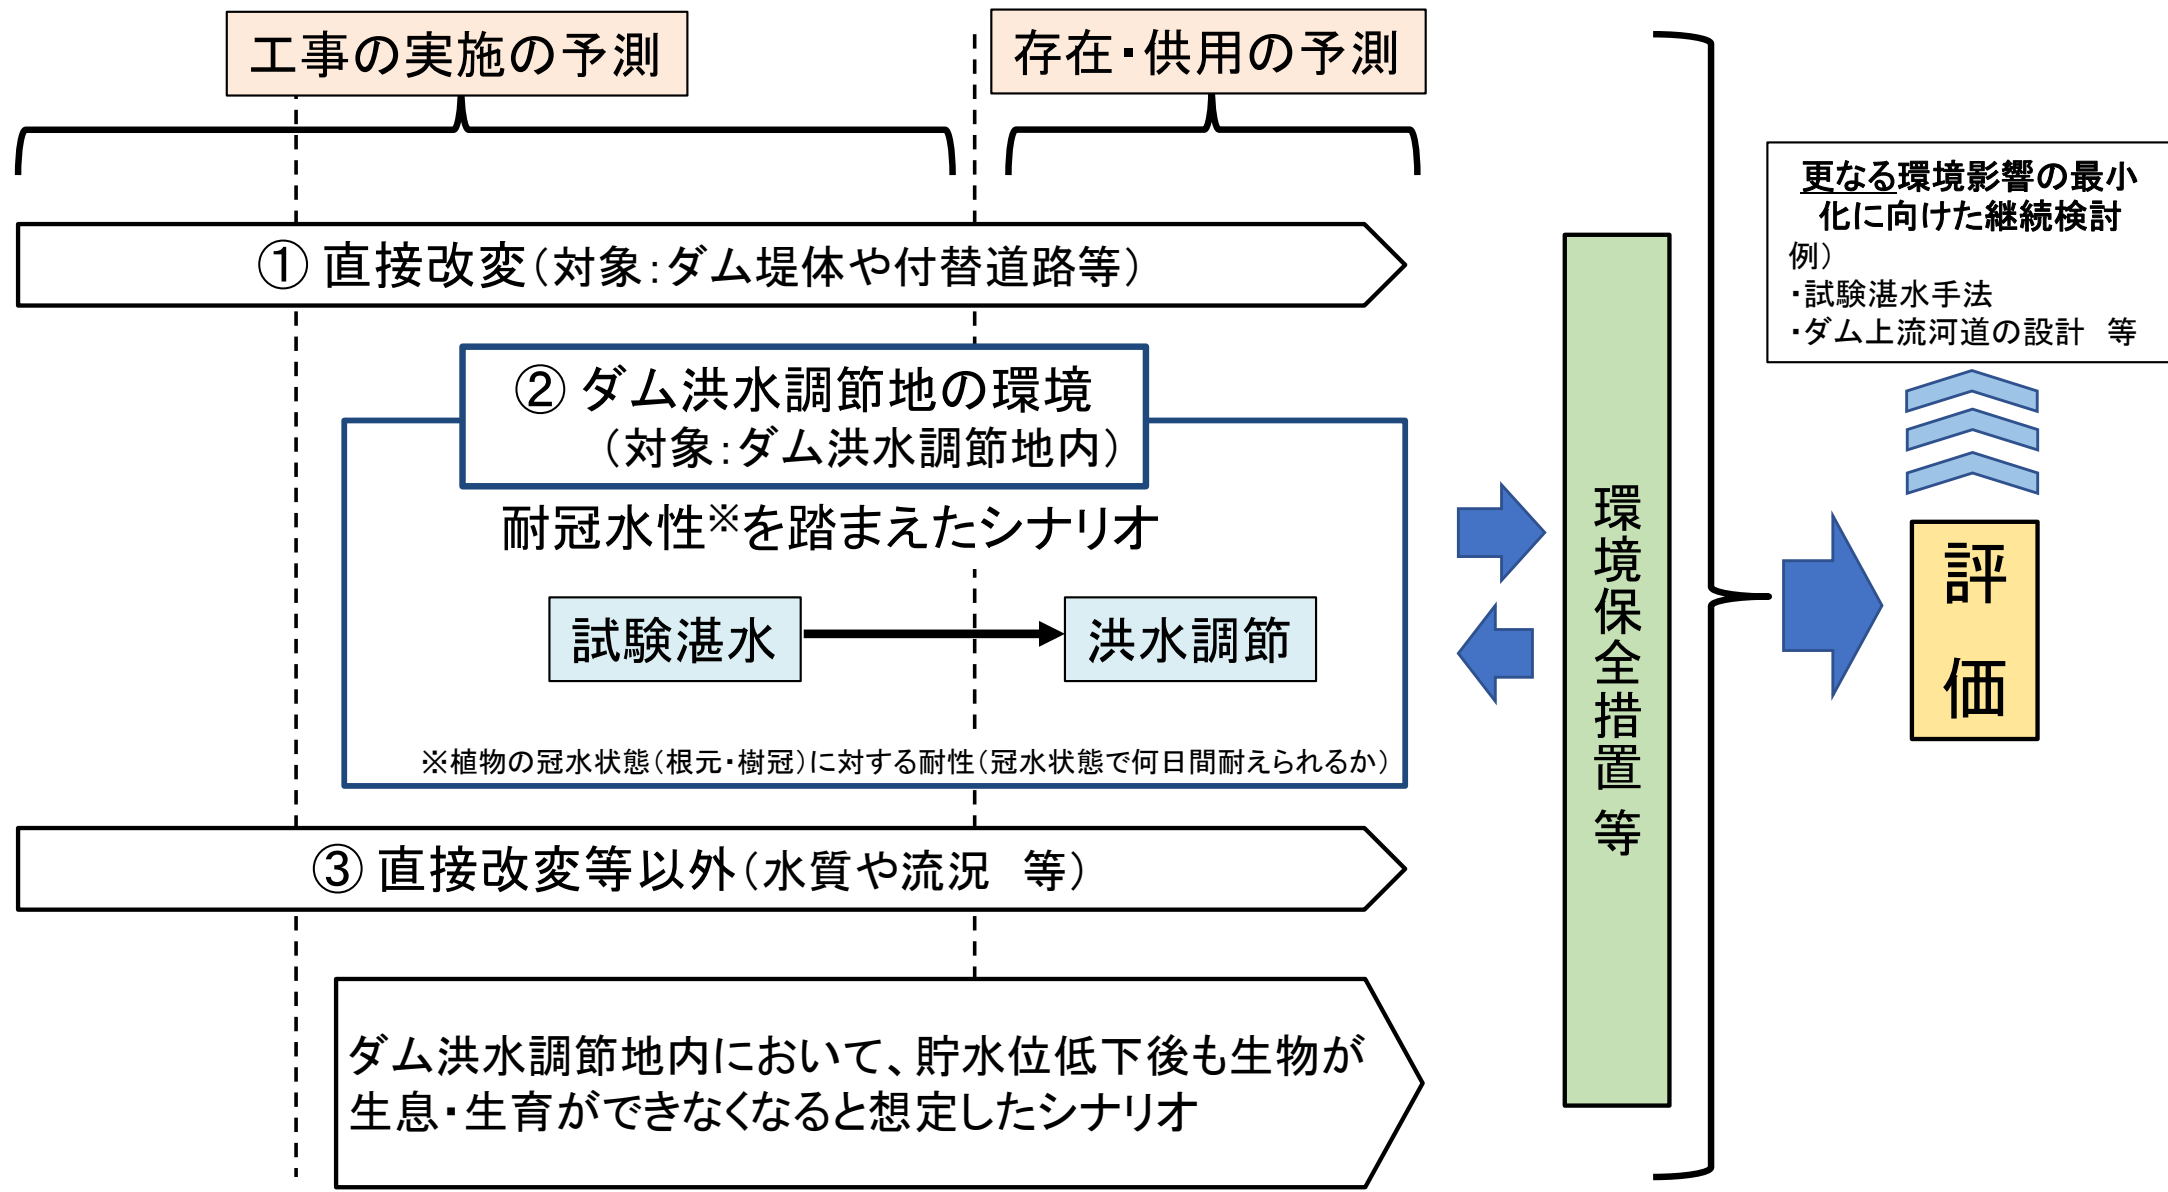 工事の実施の予測
存在・供用の予測
① 直接改変（対象：ダム堤体や付替道路等）
② ダム洪水調節地の環境
（対象：ダム洪水調節地内）
耐冠水性※を踏まえたシナリオ
試験湛水
洪水調節
※植物の冠水状態（根元・樹冠）に対する耐性（冠水状態で何日間耐えられるか）
③ 直接改変等以外（水質や流況　等）
ダム洪水調節地内において、貯水位低下後も生物が
生息・生育ができなくなると想定したシナリオ
環境保全措置 等
更なる環境影響の最小
化に向けた継続検討
例）
・試験湛水手法
・ダム上流河道の設計　等
評価